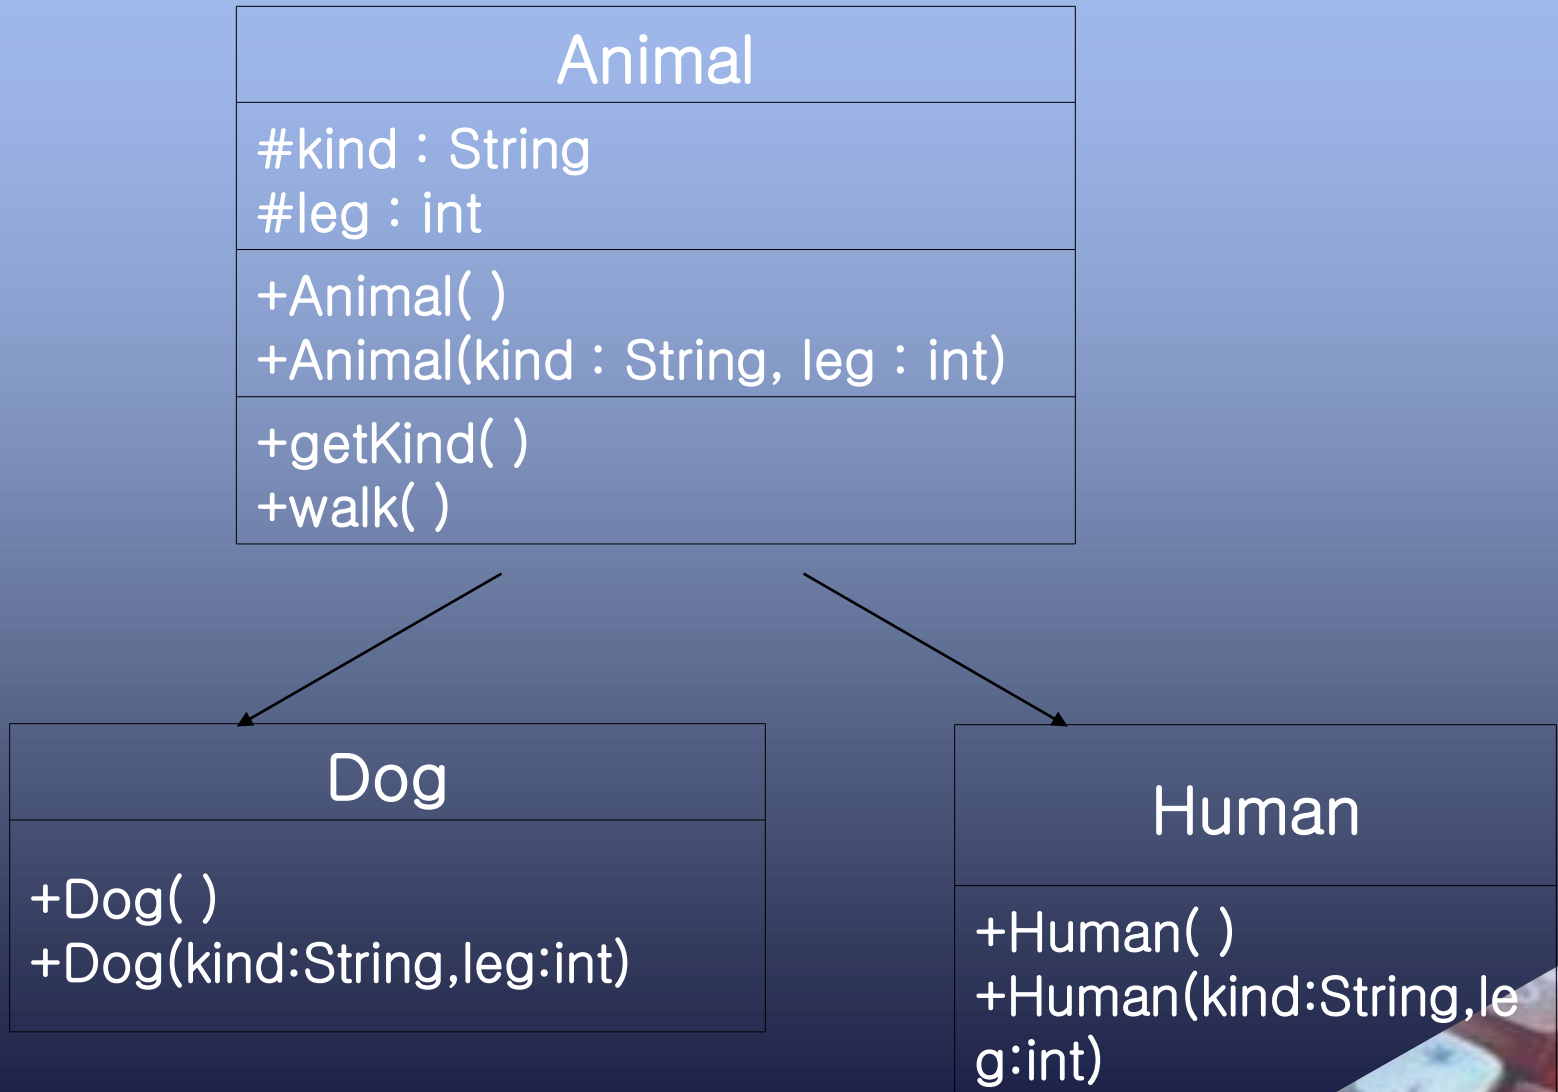 Animal
#kind : String
#leg : int
+Animal( )
+Animal(kind : String, leg : int)
+getKind( )
+walk( )
Dog
+Dog( )
+Dog(kind:String,leg:int)
Human
+Human( )
+Human(kind:String,le
g:int)